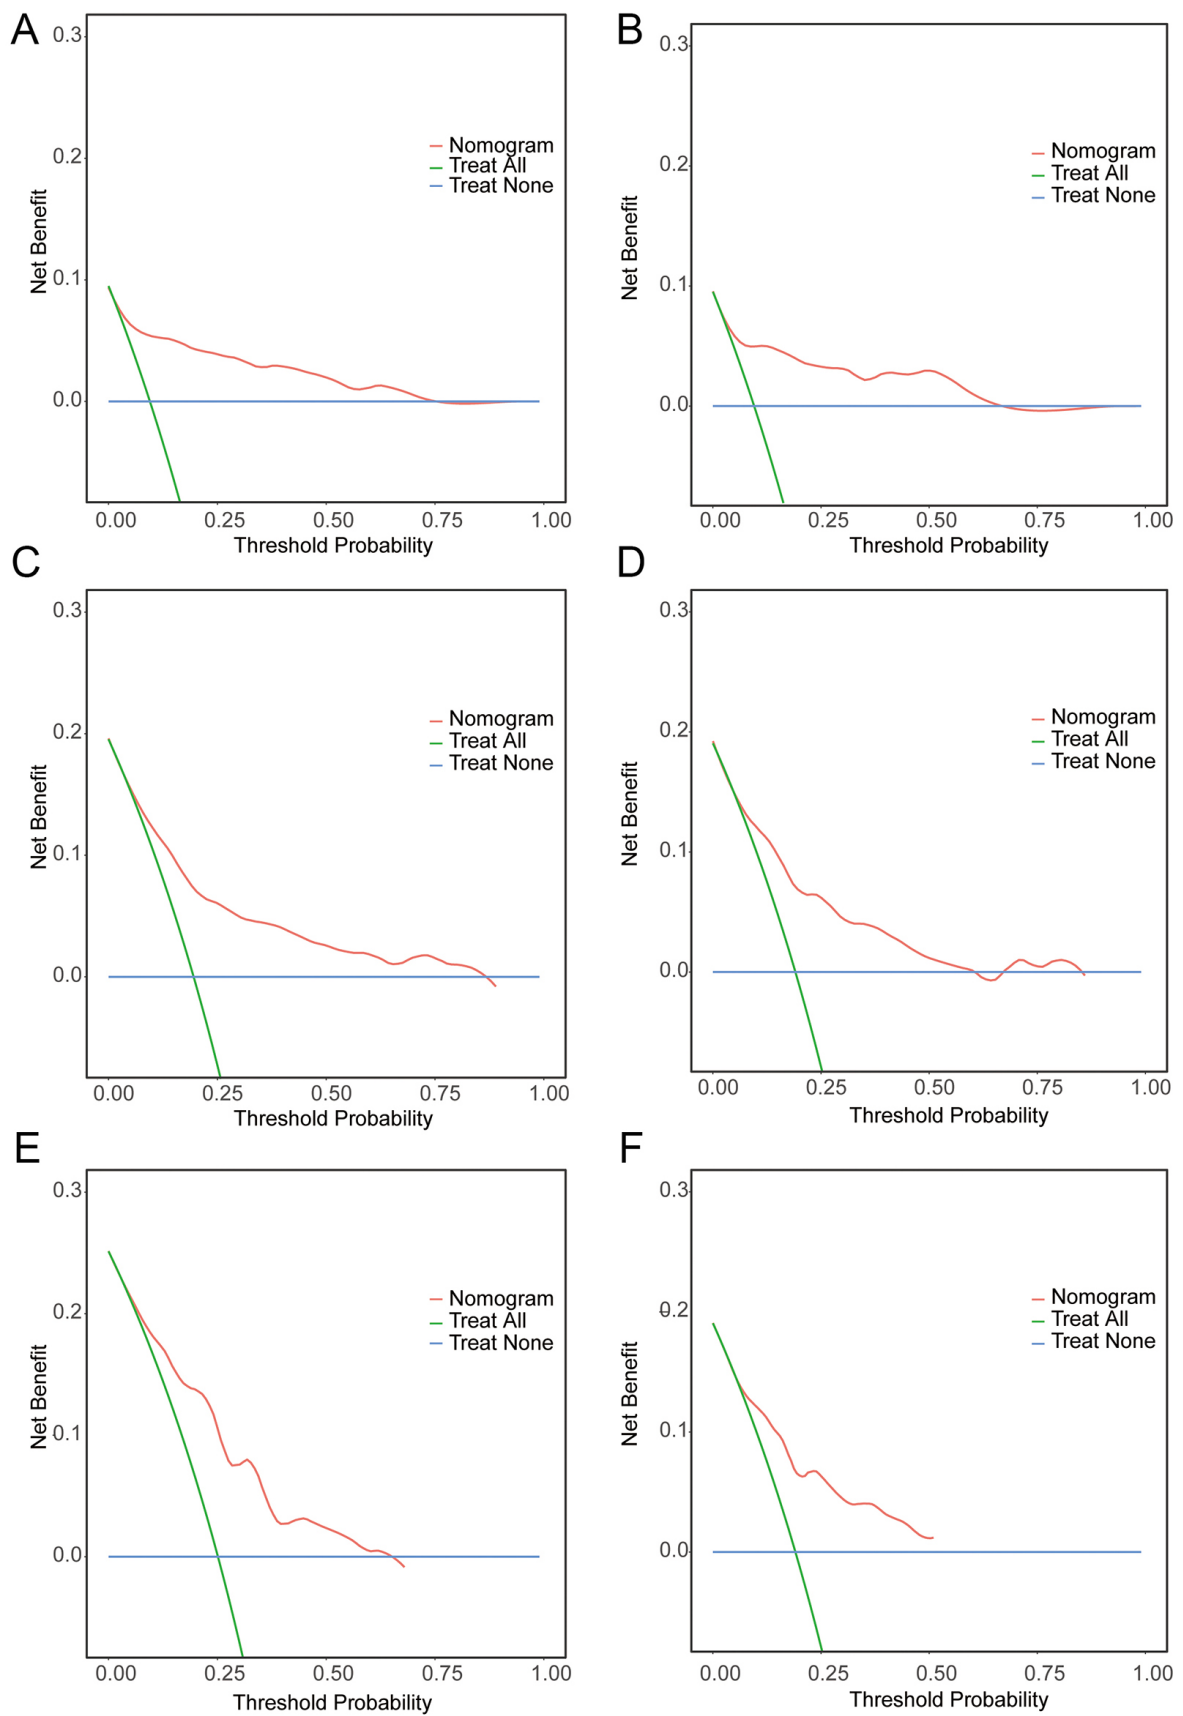 A
0.3
0.2
0.1
0.0
Net Benefit
Nomogram
Treat All
Treat None
0.00 0.25 0.50 0.75 1.00
Threshold Probability
B
0.3
0.2
0.1
0.0
Net Benefit
Nomogram
Treat All
Treat None
0.00 0.25 0.50 0.75 1.00
Threshold Probability
C
0.3
0.2
0.1
0.0
Net Benefit
Nomogram
Treat All
Treat None
0.00 0.25 0.50 0.75 1.00
Threshold Probability
D
0.3
0.2
0.1
0.0
Net Benefit
Nomogram
Treat All
Treat None
0.00 0.25 0.50 0.75 1.00
Threshold Probability
E
0.3
0.2
0.1
0.0
Net Benefit
Nomogram
Treat All
Treat None
0.00 0.25 0.50 0.75 1.00
Threshold Probability
F
0.3
0.2
0.1
0.0
Net Benefit
Nomogram
Treat All
Treat None
0.00 0.25 0.50 0.75 1.00
Threshold Probability